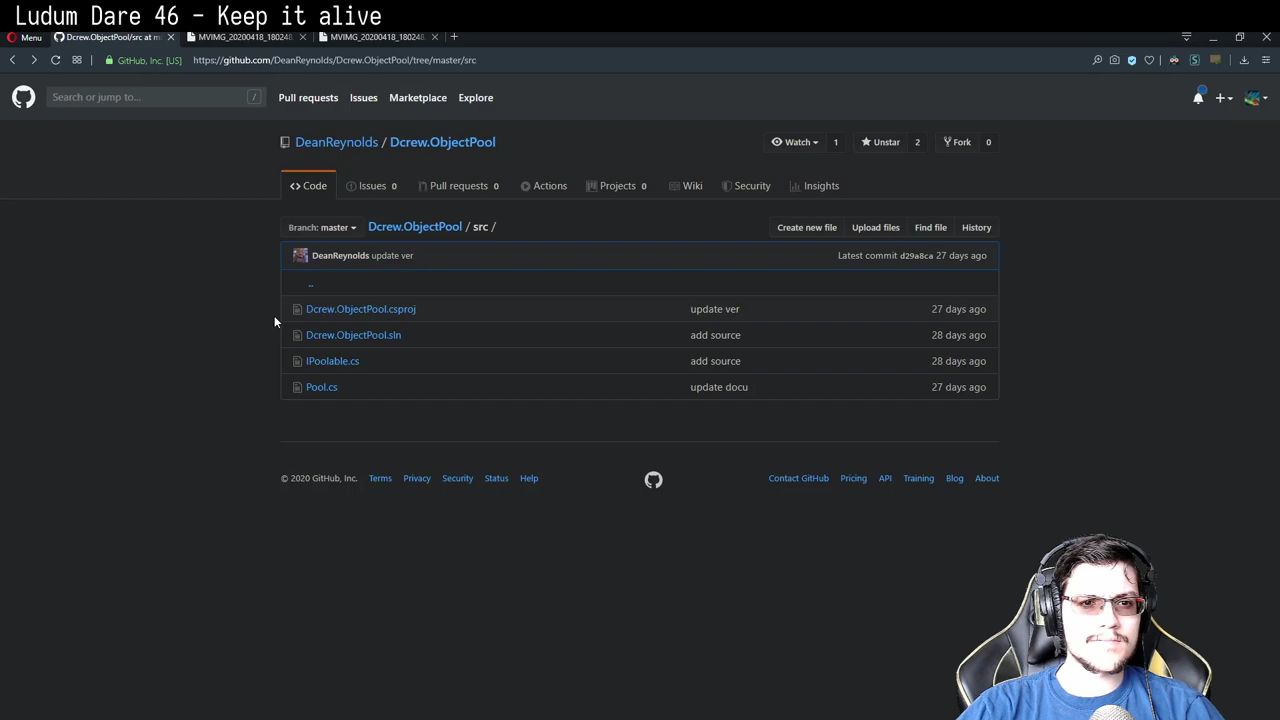 Ludum Dare 46 - Keep it alive
Menu
Dcrew.ObjectPool/src at m
MVIMG_20200418_180248
MVIMG_20200418_180248
GitHub, Inc. [US]
https://github.com/DeanReynolds/Dcrew.ObjectPool/tree/master/src
Search or jump to...
/
Pull requests
Issues
Marketplace
Explore
DeanReynolds / Dcrew.ObjectPool
Watch 1
Unstar 2
Fork 0
Code
Issues 0
Pull requests 0
Actions
Projects 0
Wiki
Security
Insights
Branch: master
Dcrew.ObjectPool / src /
Create new file
Upload files
Find file
History
DeanReynolds update ver
Latest commit d29a8ca 27 days ago
..
Dcrew.ObjectPool.csproj update ver 27 days ago
Dcrew.ObjectPool.sln add source 28 days ago
IPoolable.cs add source 28 days ago
Pool.cs update docu 27 days ago
© 2020 GitHub, Inc.
Terms
Privacy
Security
Status
Help
Contact GitHub
Pricing
API
Training
Blog
About